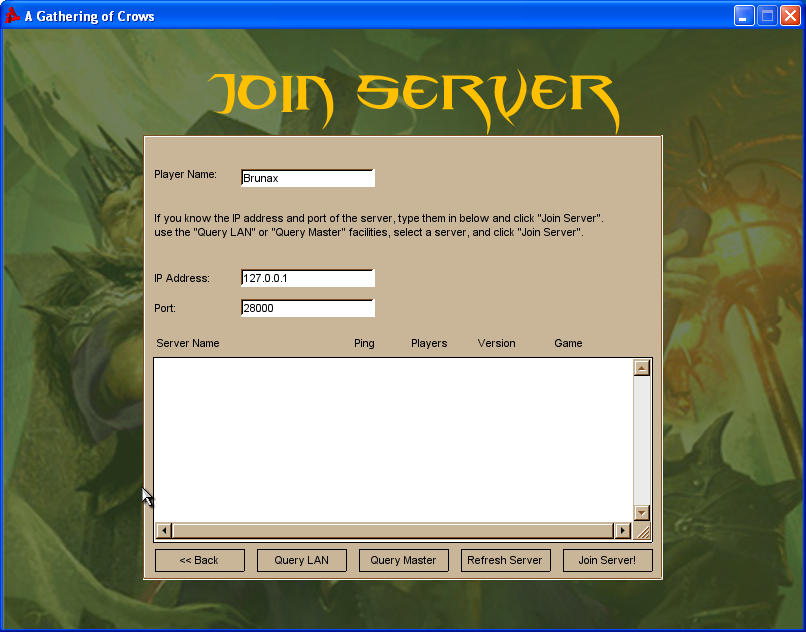 A Gathering of Crows
JOIN SERVER
Player Name: Brunax
If you know the IP address and port of the server, type them in below and click "Join Server".
use the "Query LAN" or "Query Master" facilities, select a server, and click "Join Server".
IP Address: 127.0.0.1
Port: 28000
Server Name Ping Players Version Game
<< Back Query LAN Query Master Refresh Server Join Server!